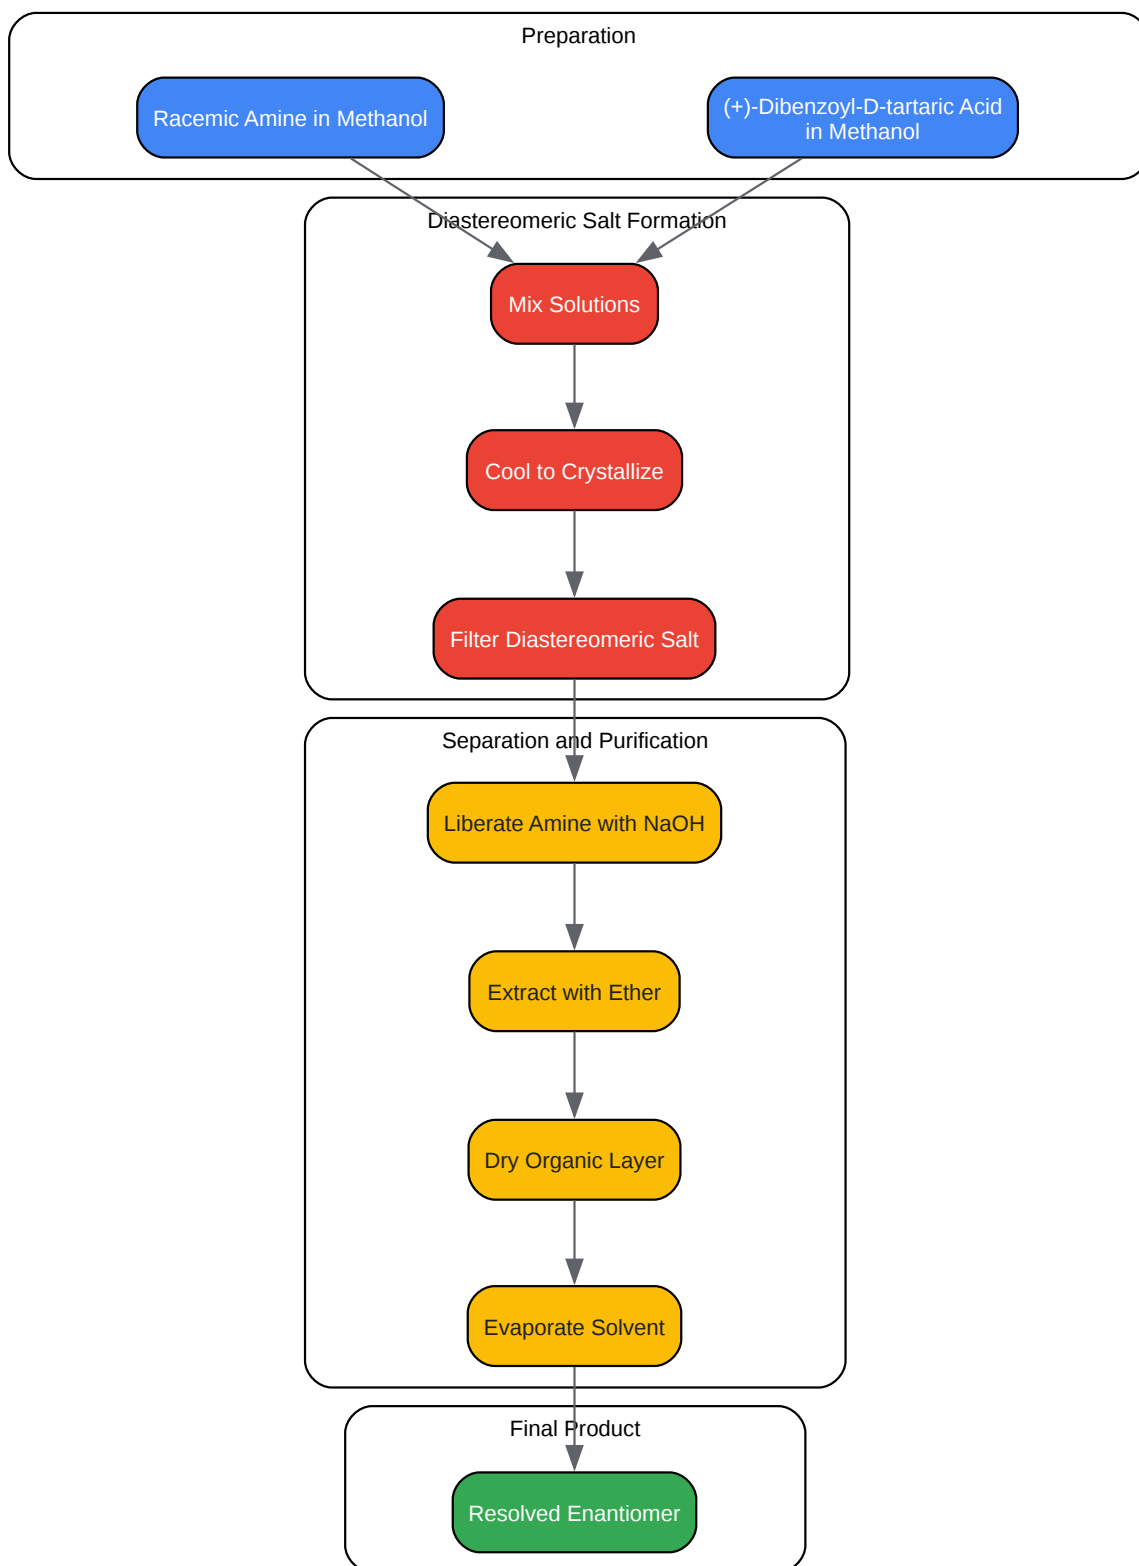 Preparation
Racemic Amine in Methanol
(+)-Dibenzoyl-D-tartaric Acid
in Methanol
Diastereomeric Salt Formation
Mix Solutions
Cool to Crystallize
Filter Diastereomeric Salt
Separation and Purification
Liberate Amine with NaOH
Extract with Ether
Dry Organic Layer
Evaporate Solvent
Final Product
Resolved Enantiomer